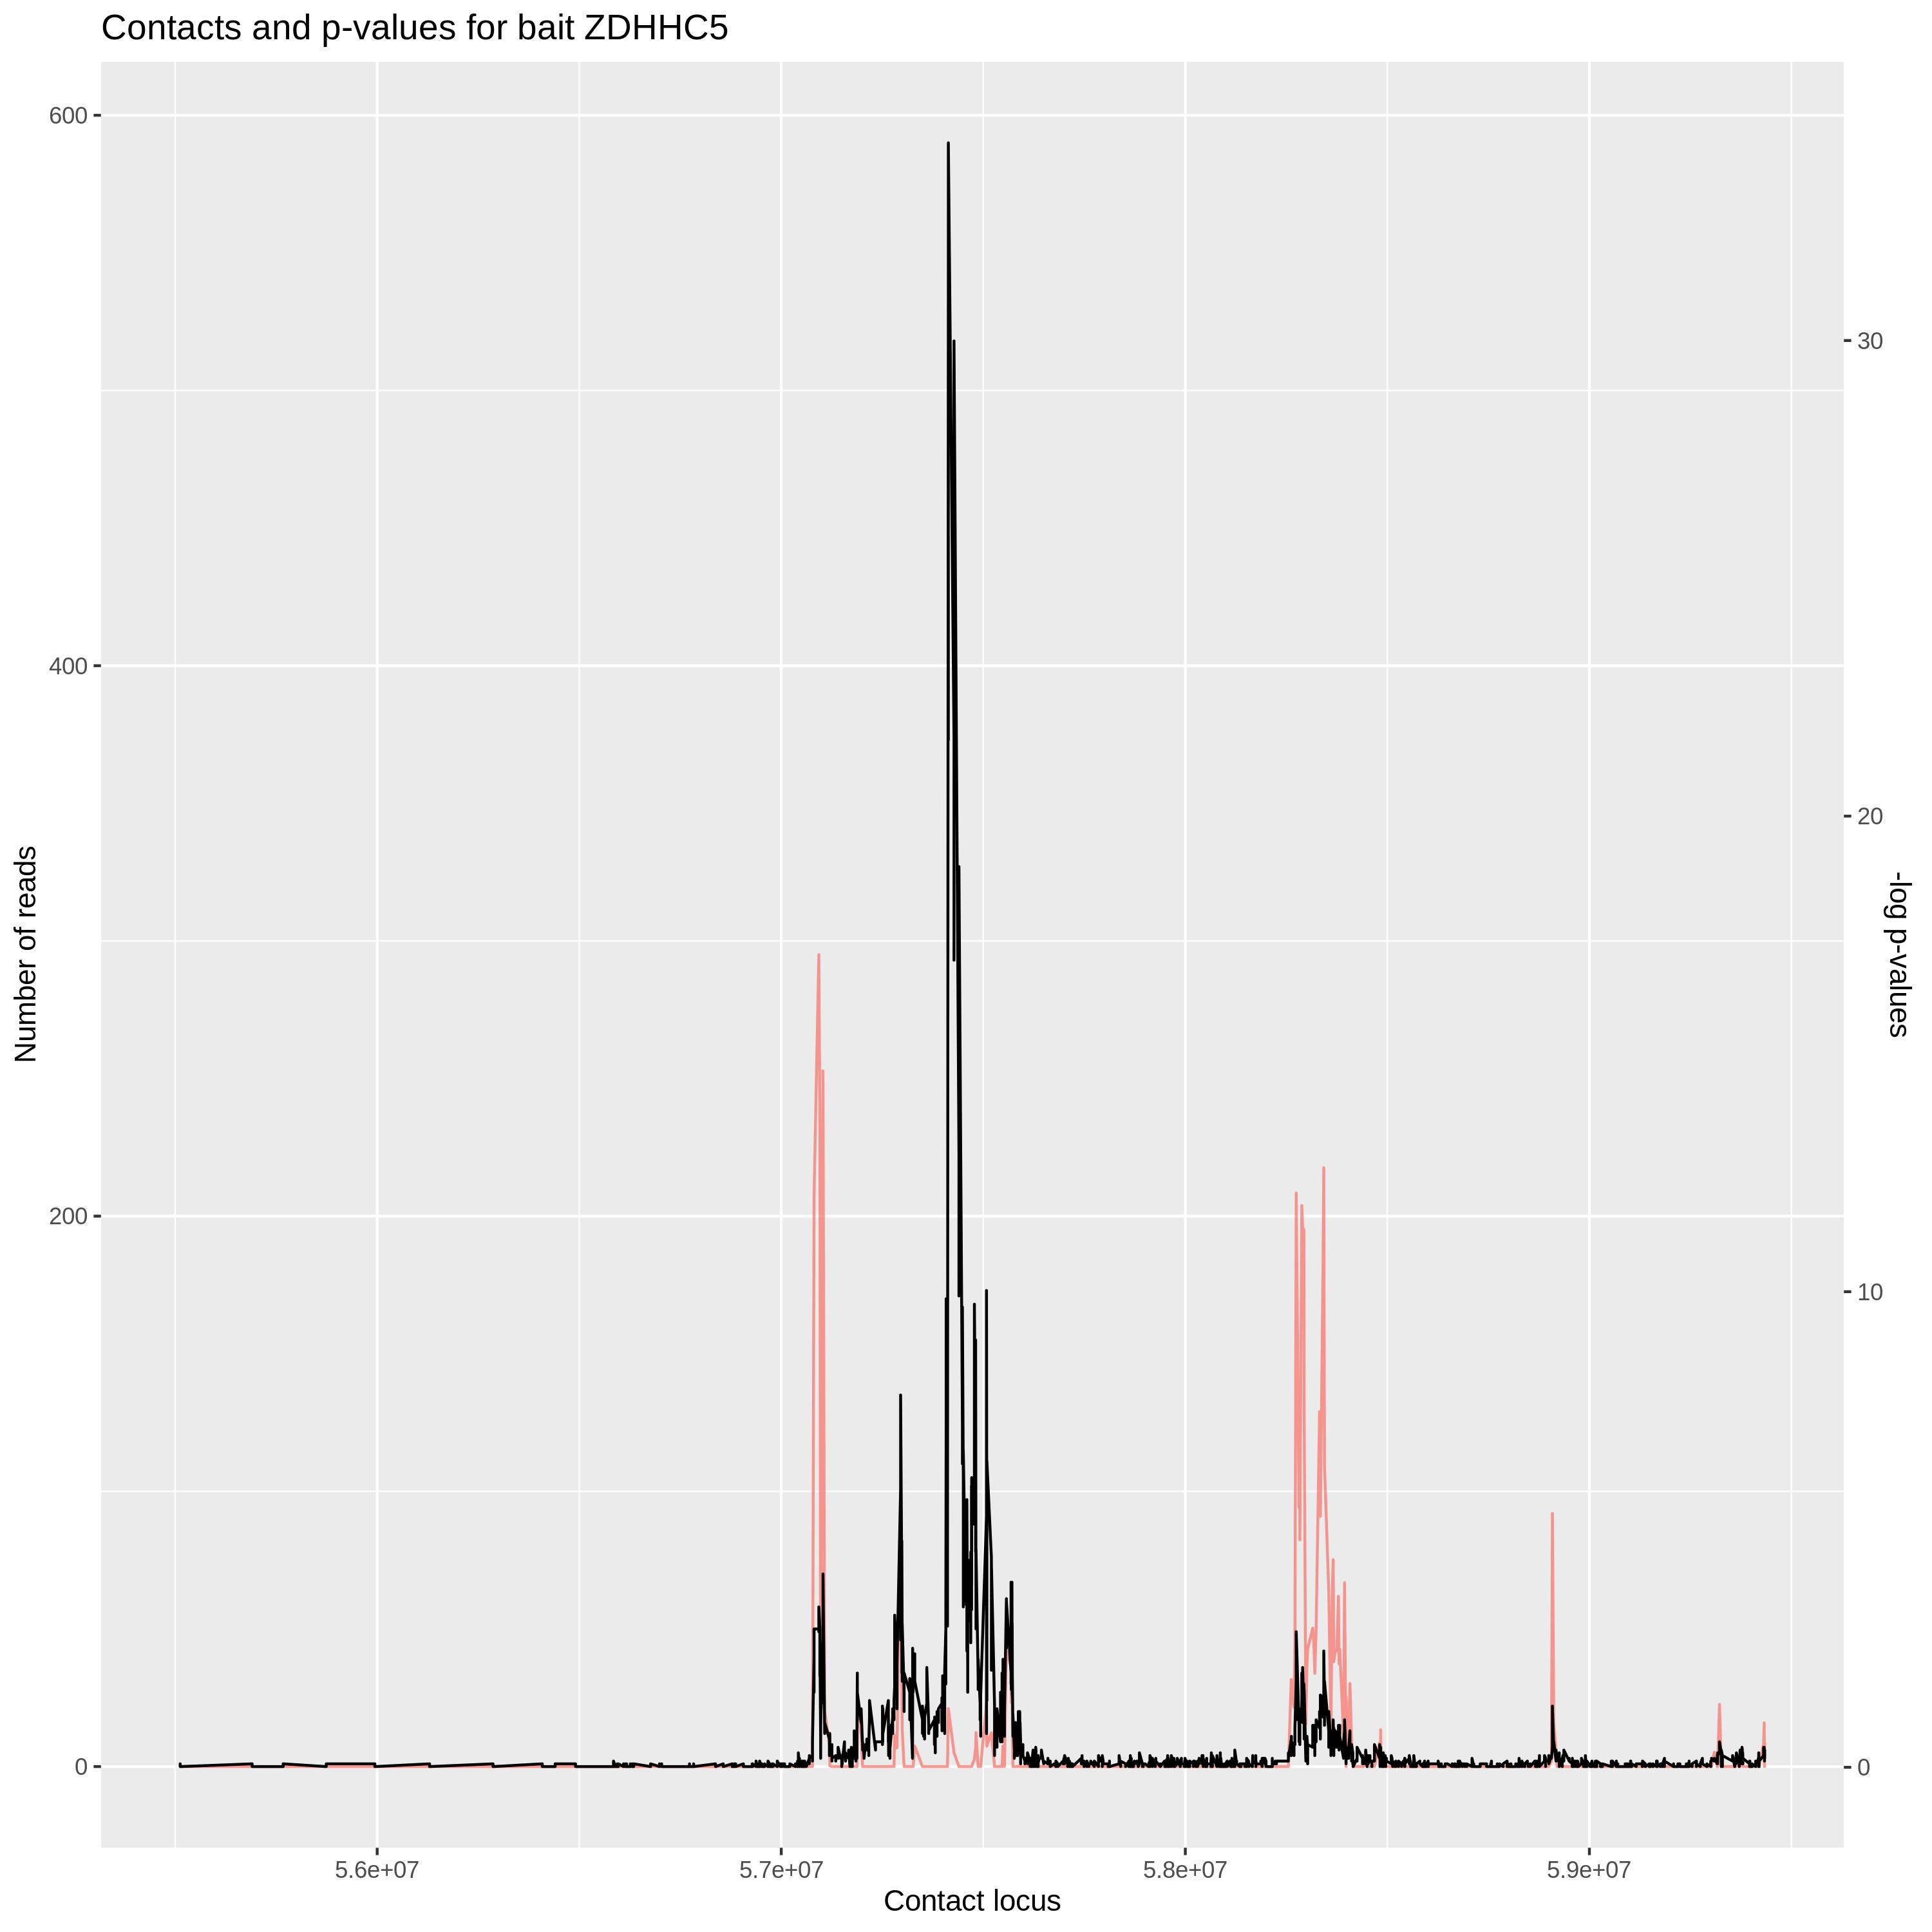 Contacts and p-values for bait ZDHHC5
600
400
200
0
Number of reads
30
20
10
0
-log p-values
5.6e+07
5.7e+07
5.8e+07
5.9e+07
Contact locus